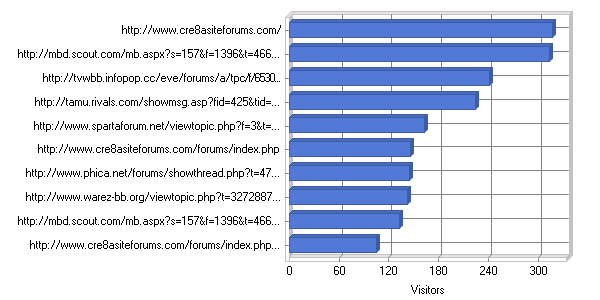 http://www.cre8asiteforums.com/
http://mbd.scout.com/mb.aspx?s=157&f=1396&t=466...
http://tvwbb.infopop.cc/eve/forums/a/tpc/f/6530...
http://tamu.rivals.com/showmsg.asp?fid=425&tid=...
http://www.spartaforum.net/viewtopic.php?f=3&t=...
http://www.cre8asiteforums.com/forums/index.php
http://www.phica.net/forums/showthread.php?t=47...
http://www.warez-bb.org/viewtopic.php?t=3272887...
http://mbd.scout.com/mb.aspx?s=157&f=1396&t=466...
http://www.cre8asiteforums.com/forums/index.php...
0 60 120 180 240 300
Visitors